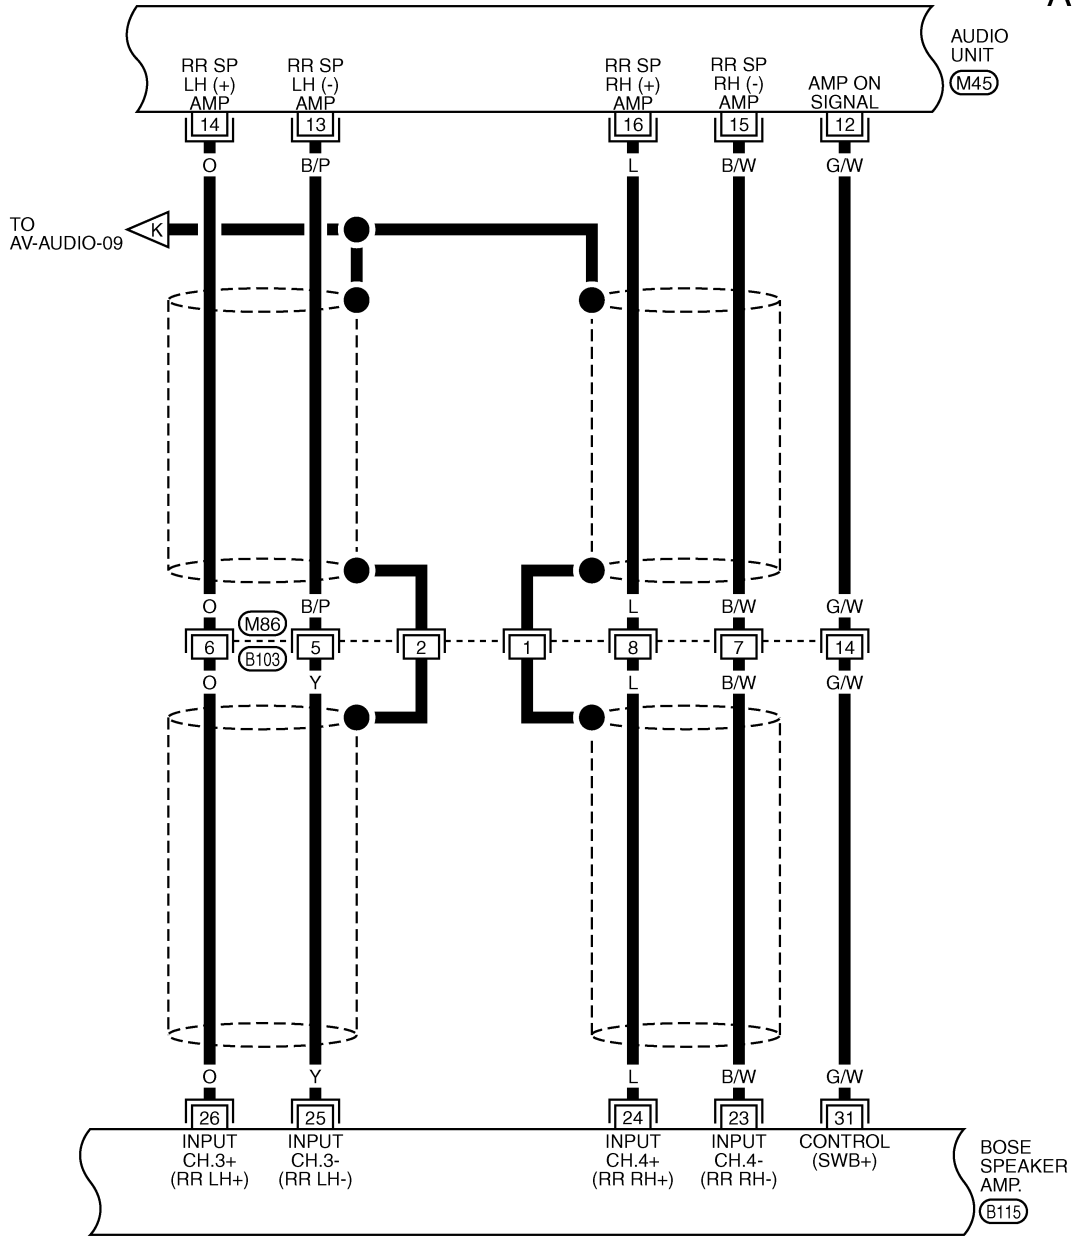 A
AUDIO
UNIT
M45
RR SP
LH (+)
AMP
RR SP
LH (-)
AMP
RR SP
RH (+)
AMP
RR SP
RH (-)
AMP
AMP ON
SIGNAL
14 13 16 15 12
O B/P L B/W G/W
TO
AV-AUDIO-09
K
O B/P L B/W G/W
M86
6 5 2 1 8 7 14
B103
O Y L B/W G/W
O Y L B/W G/W
26 25 24 23 31
INPUT
CH.3+
(RR LH+)
INPUT
CH.3-
(RR LH-)
INPUT
CH.4+
(RR RH+)
INPUT
CH.4-
(RR RH-)
CONTROL
(SWB+)
BOSE
SPEAKER
AMP.
B115